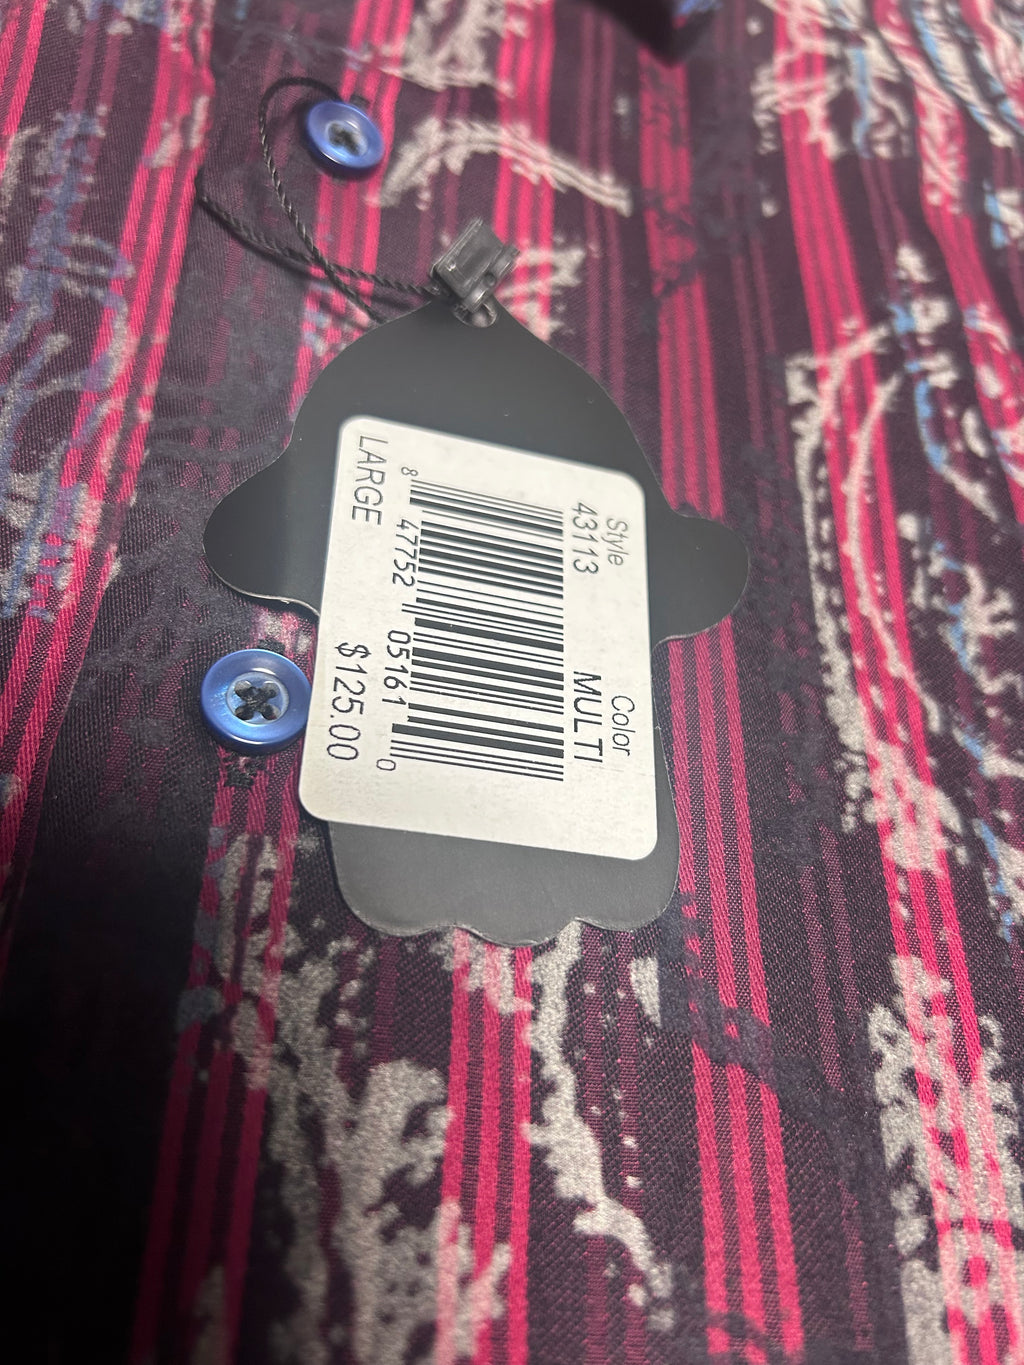 Style Color
43113 MULTI
8 47752 05161 0
LARGE $125.00